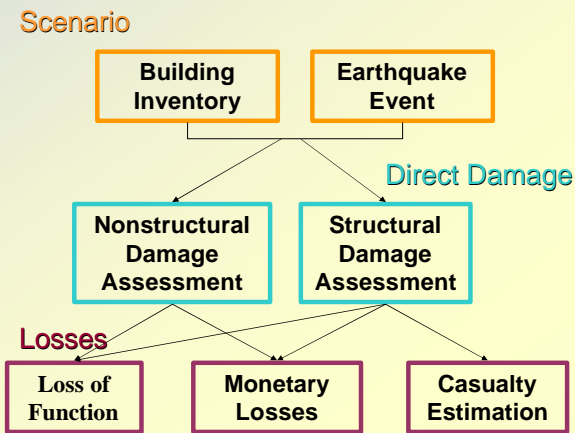 Scenario
Building
Inventory
Earthquake
Event
Direct Damage
Nonstructural
Damage
Assessment
Structural
Damage
Assessment
Losses
Loss of
Function
Monetary
Losses
Casualty
Estimation